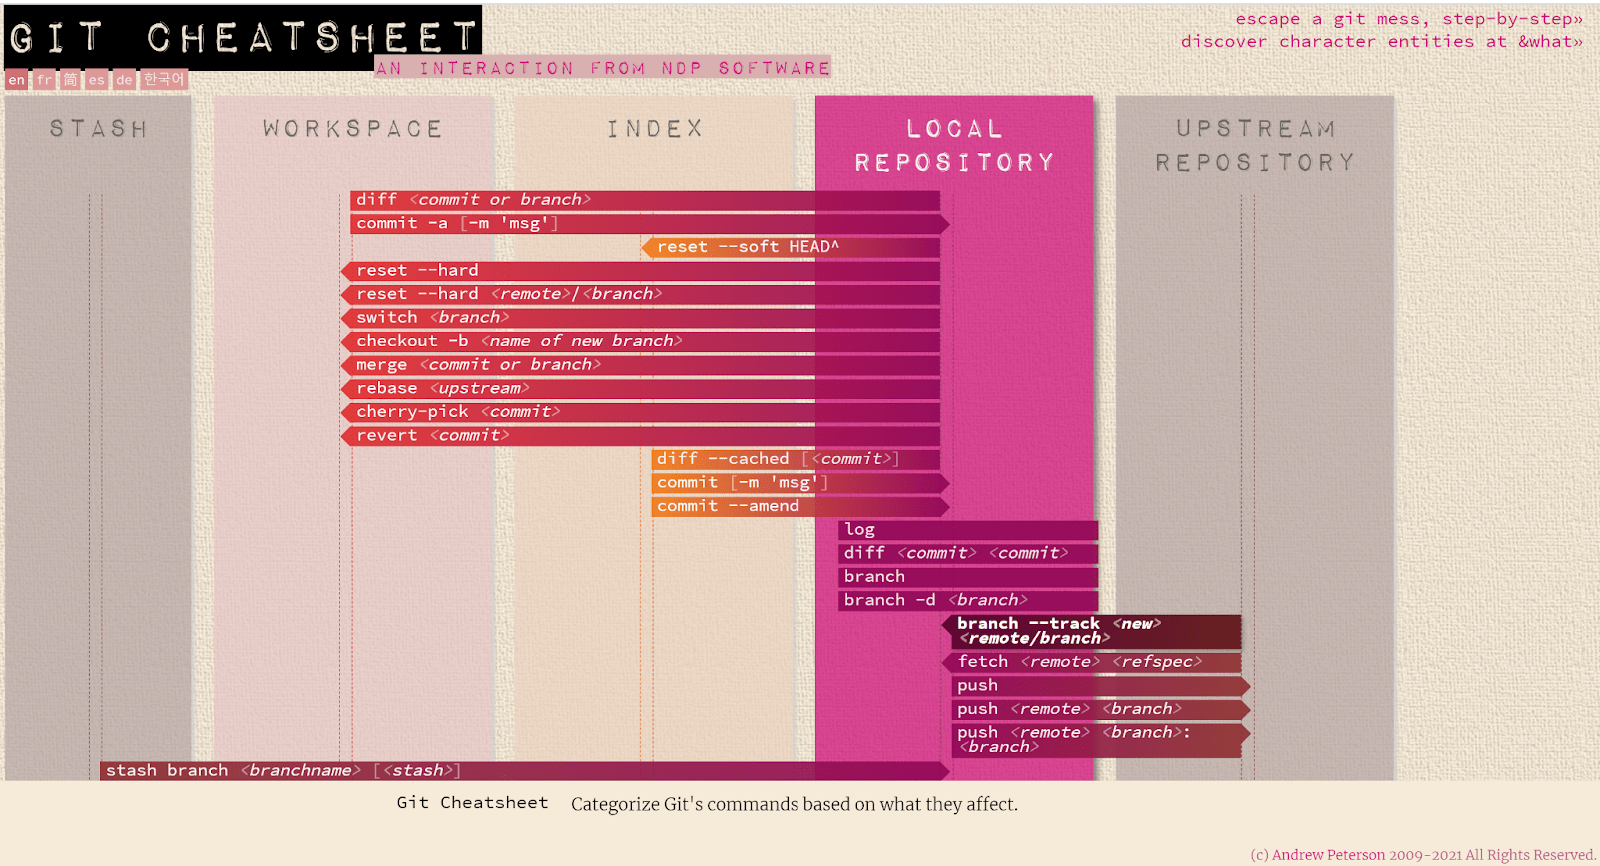 GIT CHEATSHEET
AN INTERACTION FROM NDP SOFTWARE
escape a git mess, step-by-step»
discover character entities at &what»
en fr 简 es de 한국어
STASH
WORKSPACE
INDEX
LOCAL
REPOSITORY
UPSTREAM
REPOSITORY
diff <commit or branch>
commit -a [-m 'msg']
reset --soft HEAD^
reset --hard
reset --hard <remote>/<branch>
switch <branch>
checkout -b <name of new branch>
merge <commit or branch>
rebase <upstream>
cherry-pick <commit>
revert <commit>
diff --cached [<commit>]
commit [-m 'msg']
commit --amend
log
diff <commit> <commit>
branch
branch -d <branch>
branch --track <new>
<remote/branch>
fetch <remote> <refspec>
push
push <remote> <branch>
push <remote> <branch>:
<branch>
stash branch <branchname> [<stash>]
Git Cheatsheet Categorize Git's commands based on what they affect.
(c) Andrew Peterson 2009-2021 All Rights Reserved.